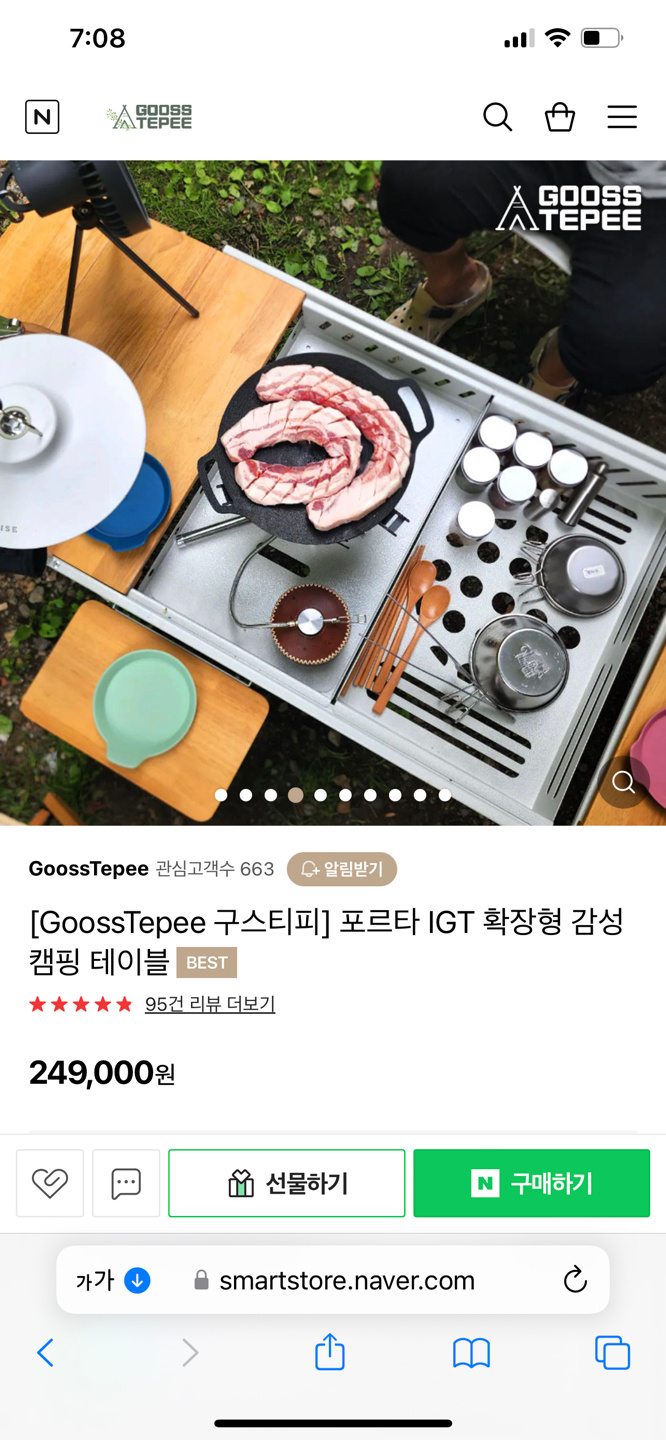 7:08
N
GOOSS
TEPEE
GOOSS
TEPEE
ISE
GoossTepee 관심고객수 663 알림받기
[GoossTepee 구스티피] 포르타 IGT 확장형 감성
캠핑 테이블 BEST
95건 리뷰 더보기
249,000원
선물하기
N 구매하기
가가 smartstore.naver.com